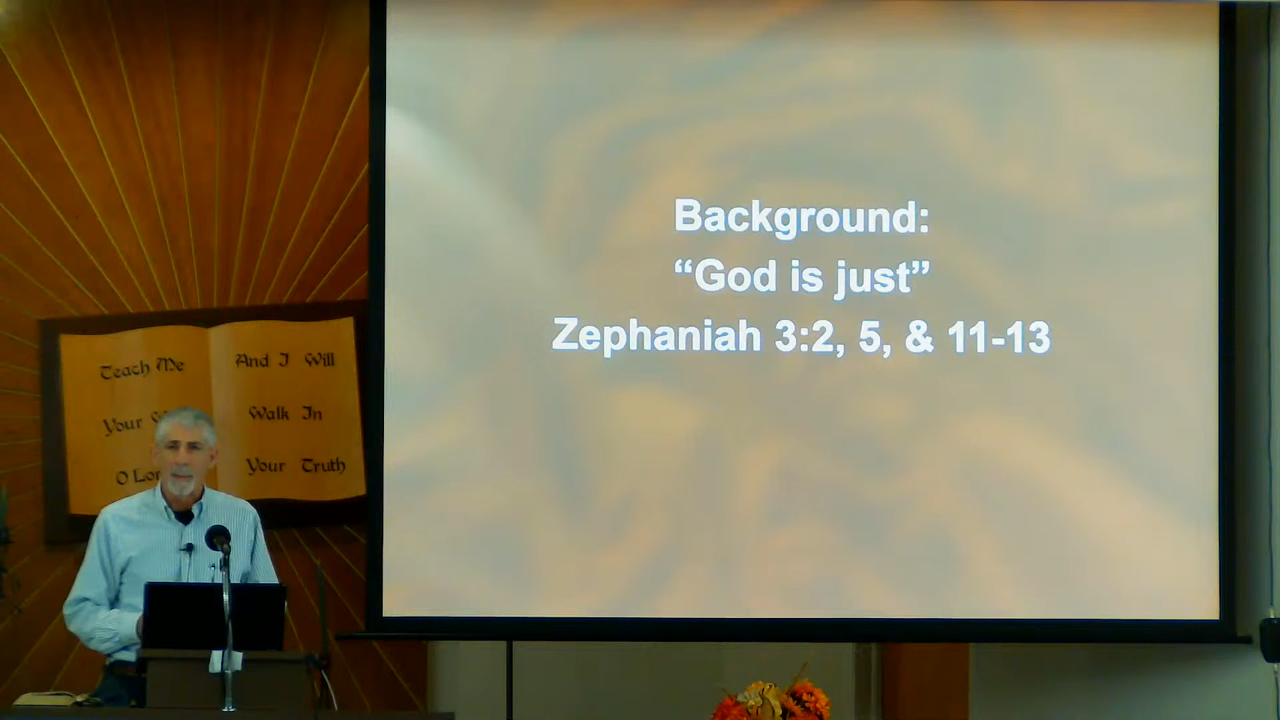 Background:
“God is just”
Zephaniah 3:2, 5, & 11-13
Teach Me
Your
O
And I Will
Walk In
Your Truth